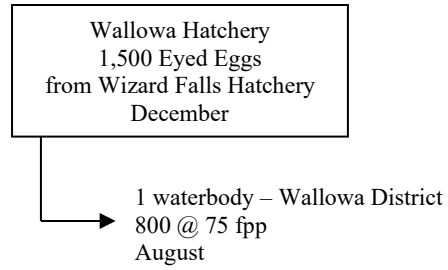 Wallowa Hatchery
1,500 Eyed Eggs
from Wizard Falls Hatchery
December
1 waterbody – Wallowa District
800 @ 75 fpp
August